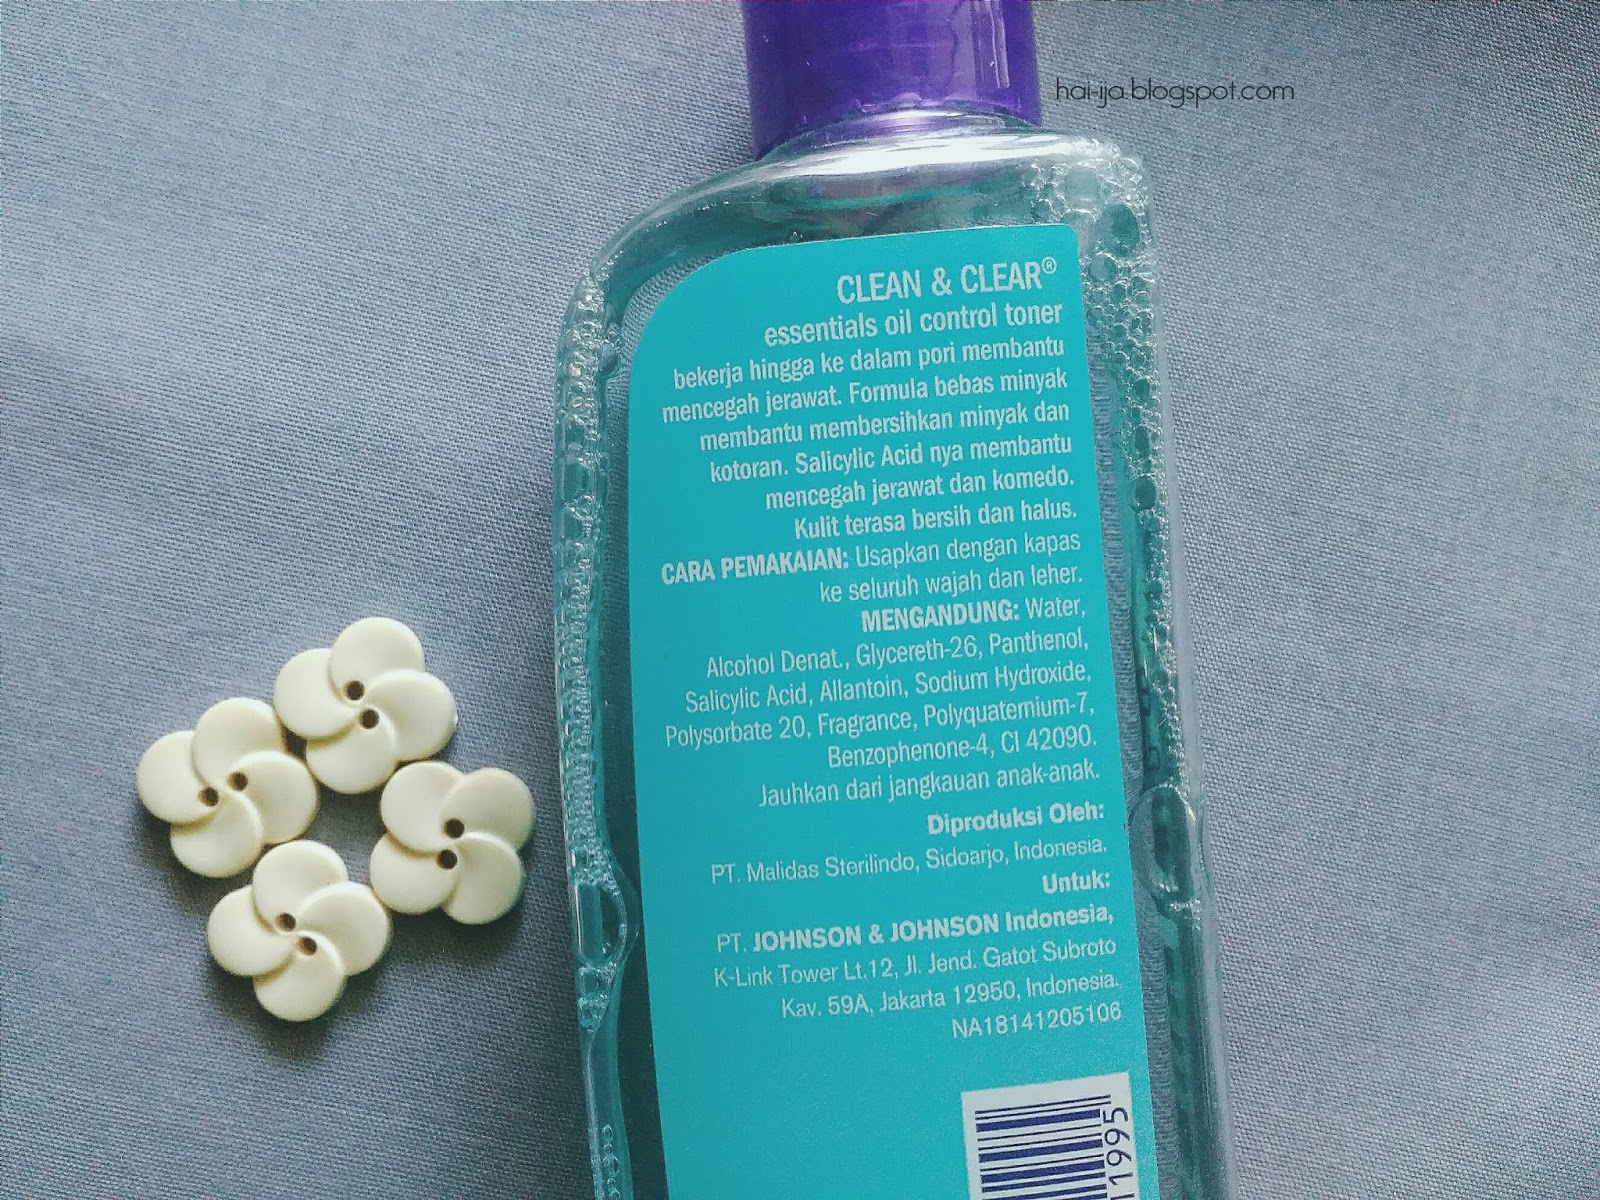 hai-ija.blogspot.com
CLEAN & CLEAR®
essentials oil control toner
bekerja hingga ke dalam pori membantu
mencegah jerawat. Formula bebas minyak
membantu membersihkan minyak dan
kotoran. Salicylic Acid nya membantu
mencegah jerawat dan komedo.
Kulit terasa bersih dan halus.
CARA PEMAKAIAN: Usapkan dengan kapas
ke seluruh wajah dan leher.
MENGANDUNG: Water,
Alcohol Denat., Glycereth-26, Panthenol,
Salicylic Acid, Allantoin, Sodium Hydroxide,
Polysorbate 20, Fragrance, Polyquaternium-7,
Benzophenone-4, CI 42090.
Jauhkan dari jangkauan anak-anak.
Diproduksi Oleh:
PT. Malidas Sterilindo, Sidoarjo, Indonesia.
Untuk:
PT. JOHNSON & JOHNSON Indonesia,
K-Link Tower Lt.12, Jl. Jend. Gatot Subroto
Kav. 59A, Jakarta 12950, Indonesia.
NA18141205106
11995